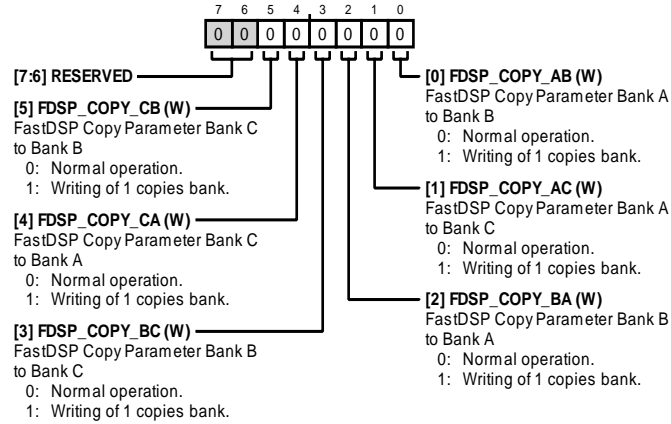 7 6 5 4 3 2 1 0
0 0 0 0 0 0 0 0
[7:6] RESERVED
[5] FDSP_COPY_CB (W)
FastDSP Copy Parameter Bank C
to Bank B
0: Normal operation.
1: Writing of 1 copies bank.
[4] FDSP_COPY_CA (W)
FastDSP Copy Parameter Bank C
to Bank A
0: Normal operation.
1: Writing of 1 copies bank.
[3] FDSP_COPY_BC (W)
FastDSP Copy Parameter Bank B
to Bank C
0: Normal operation.
1: Writing of 1 copies bank.
[0] FDSP_COPY_AB (W)
FastDSP Copy Parameter Bank A
to Bank B
0: Normal operation.
1: Writing of 1 copies bank.
[1] FDSP_COPY_AC (W)
FastDSP Copy Parameter Bank A
to Bank C
0: Normal operation.
1: Writing of 1 copies bank.
[2] FDSP_COPY_BA (W)
FastDSP Copy Parameter Bank B
to Bank A
0: Normal operation.
1: Writing of 1 copies bank.